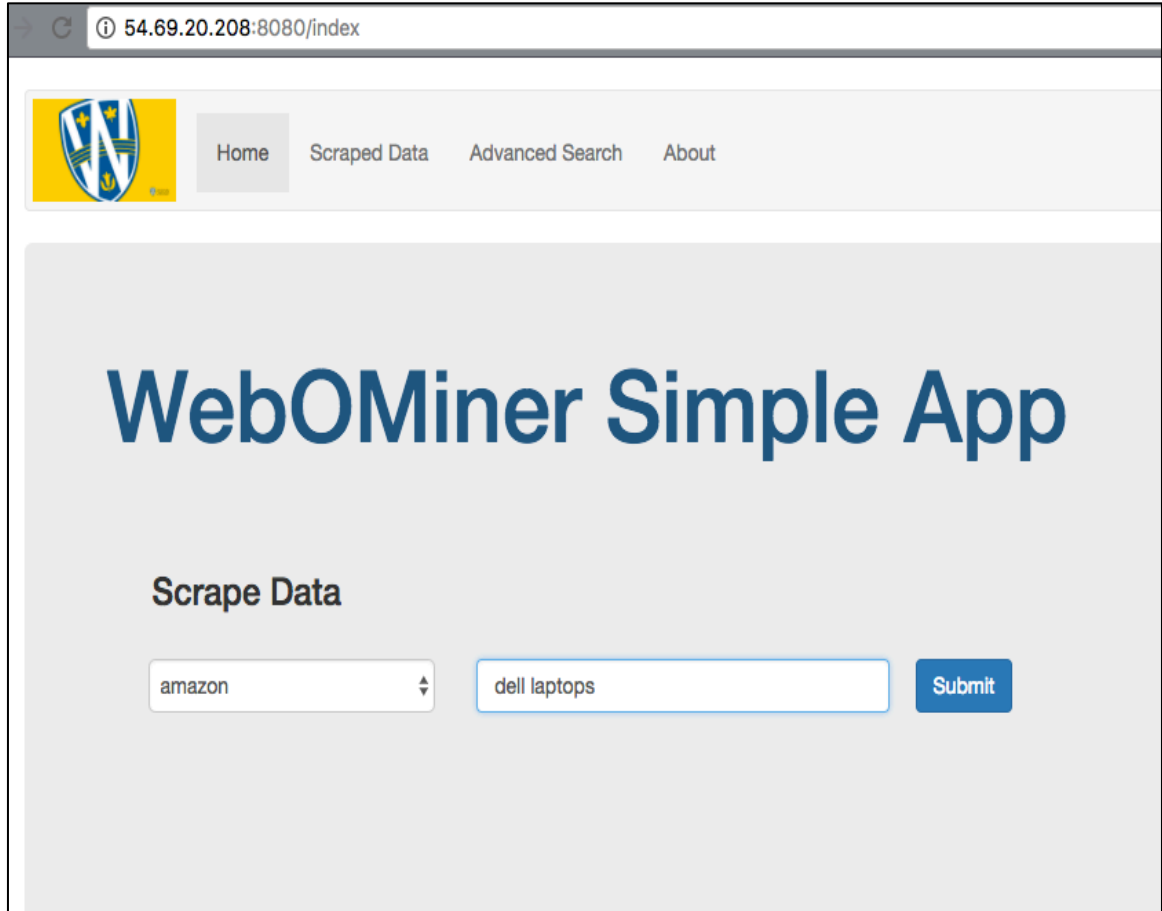 54.69.20.208:8080/index
W
Home Scraped Data Advanced Search About
WebOMiner Simple App
Scrape Data
amazon dell laptops Submit